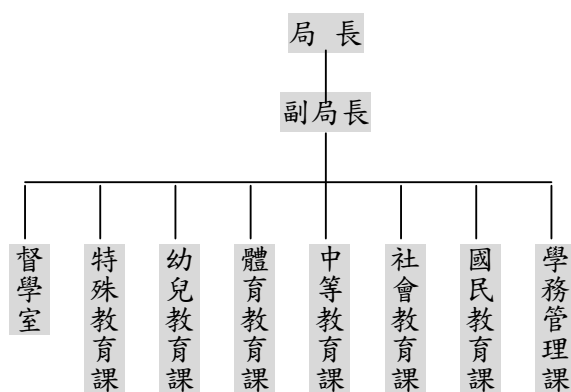 局 長
副局長
督學室
特殊教育課
幼兒教育課
體育教育課
中等教育課
社會教育課
國民教育課
學務管理課